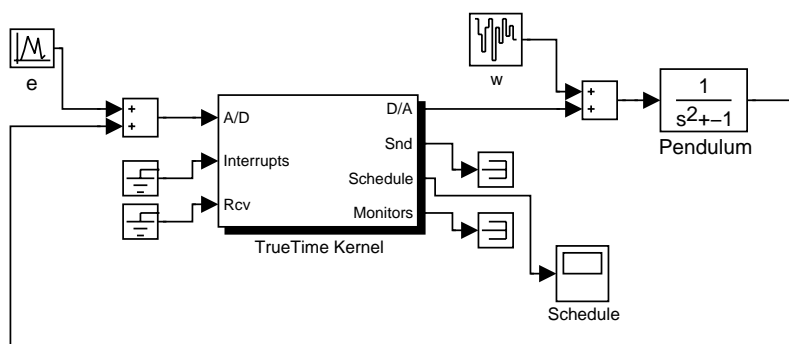 e
+
+
A/D
Interrupts
Rcv
D/A
Snd
Schedule
Monitors
TrueTime Kernel
w
+
+
1
s2+−1
Pendulum
Schedule